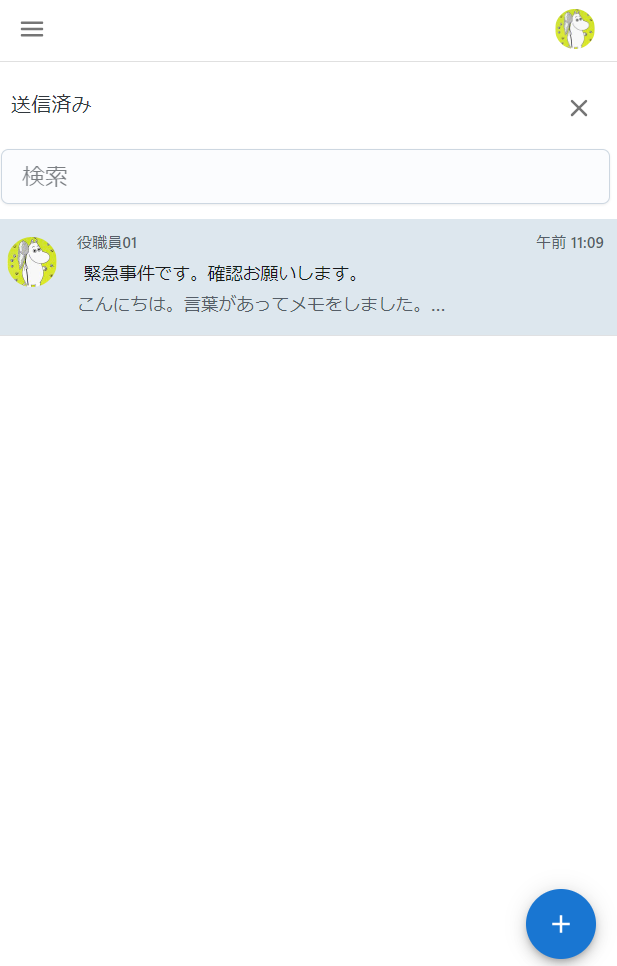 送信済み
検索
役職員01 午前 11:09
緊急事件です。確認お願いします。
こんにちは。言葉があってメモをしました。...